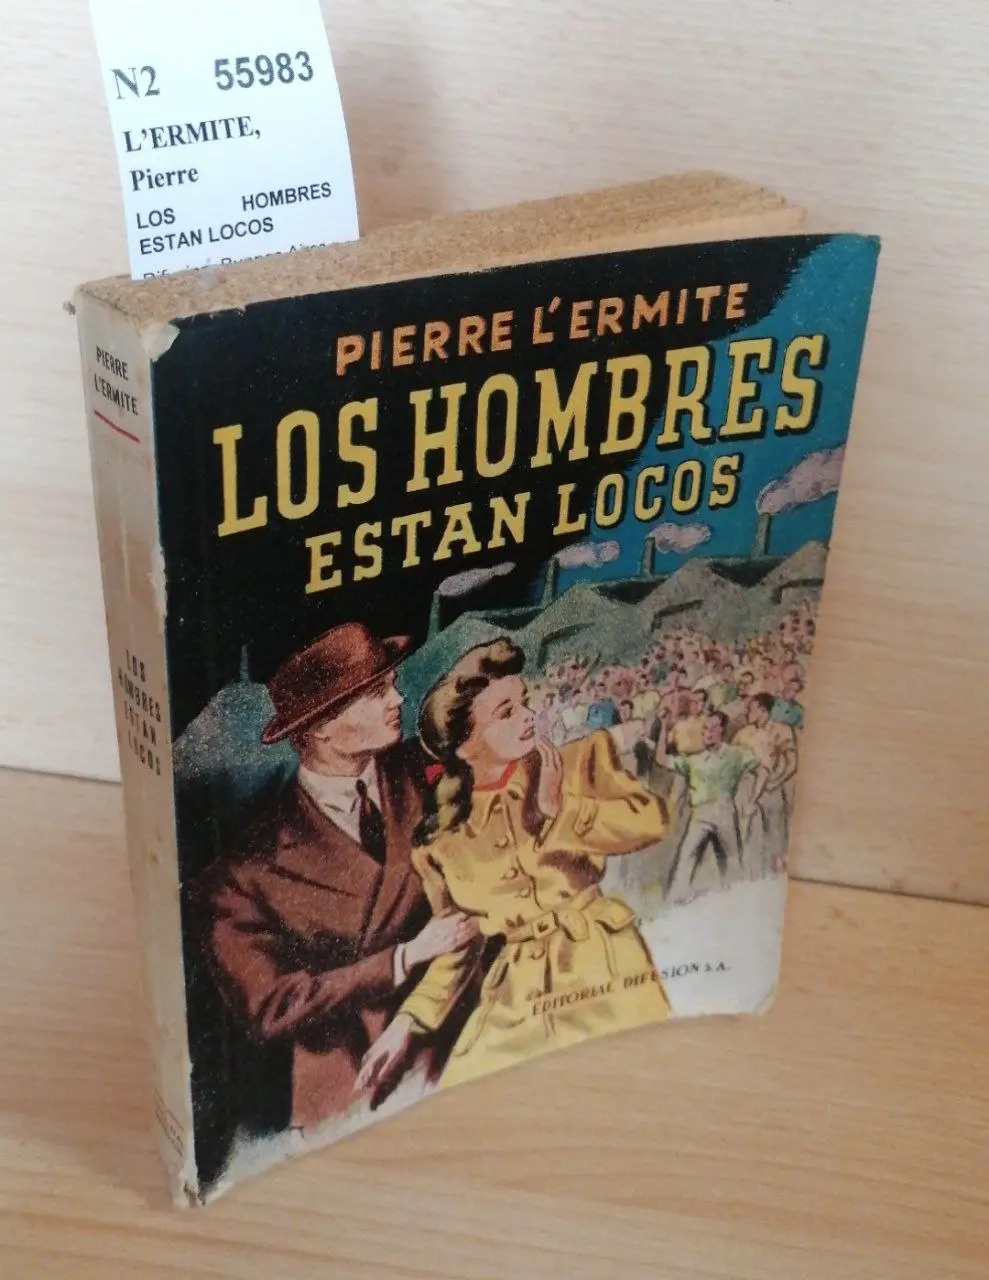 N2 55983
L'ERMITE,
Pierre
LOS HOMBRES
ESTAN LOCOS
PIERRE L'ERMITE
LOS HOMBRES
ESTAN LOCOS
EDITORIAL DIFUSION S.A.
PIERRE
L'ERMITE
LOS
HOMBRES
ESTAN
LOCOS